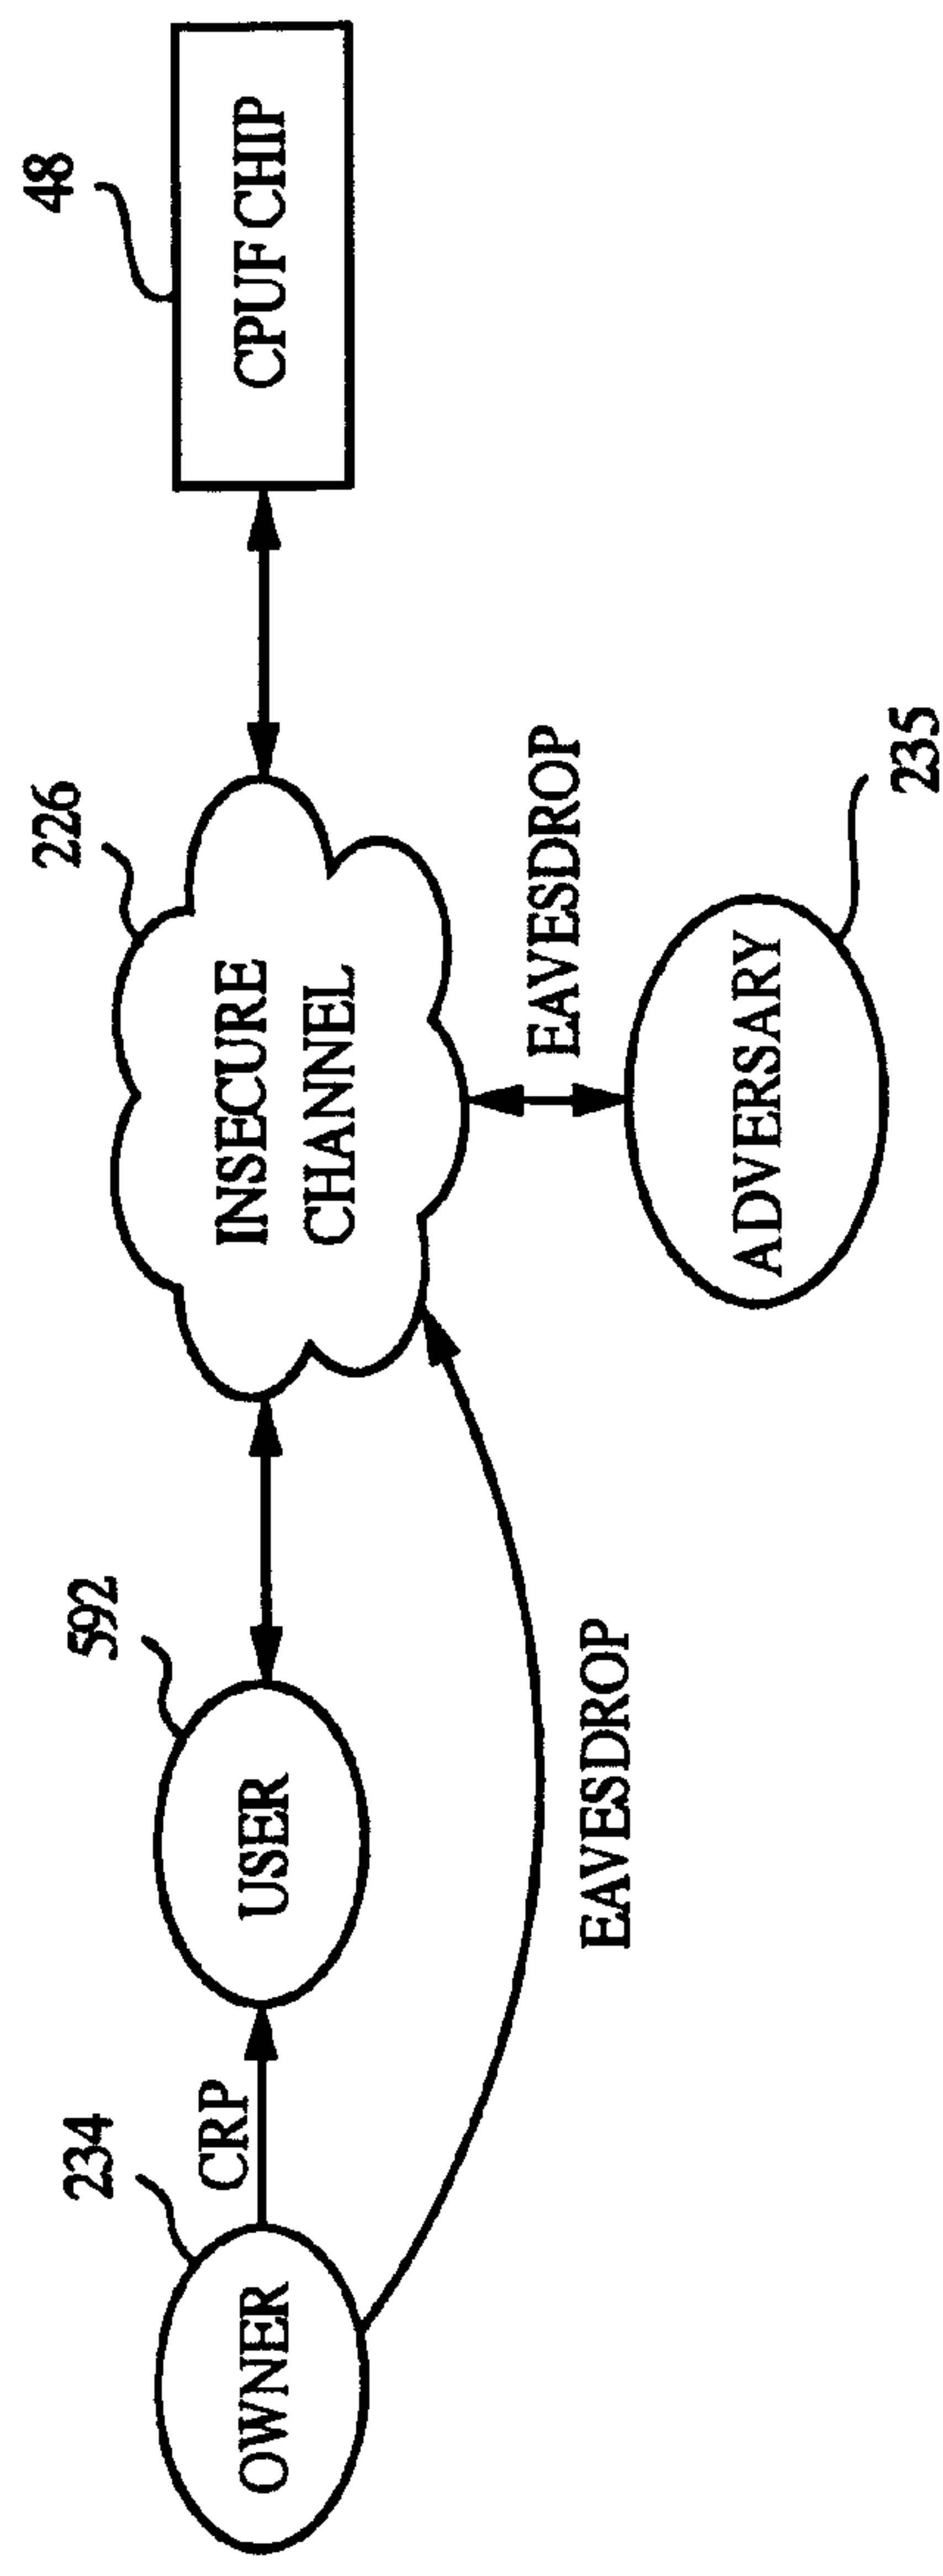 234
OWNER
CRP
592
USER
226
INSECURE
CHANNEL
48
CPUF CHIP
EAVESDROP
EAVESDROP
ADVERSARY
235